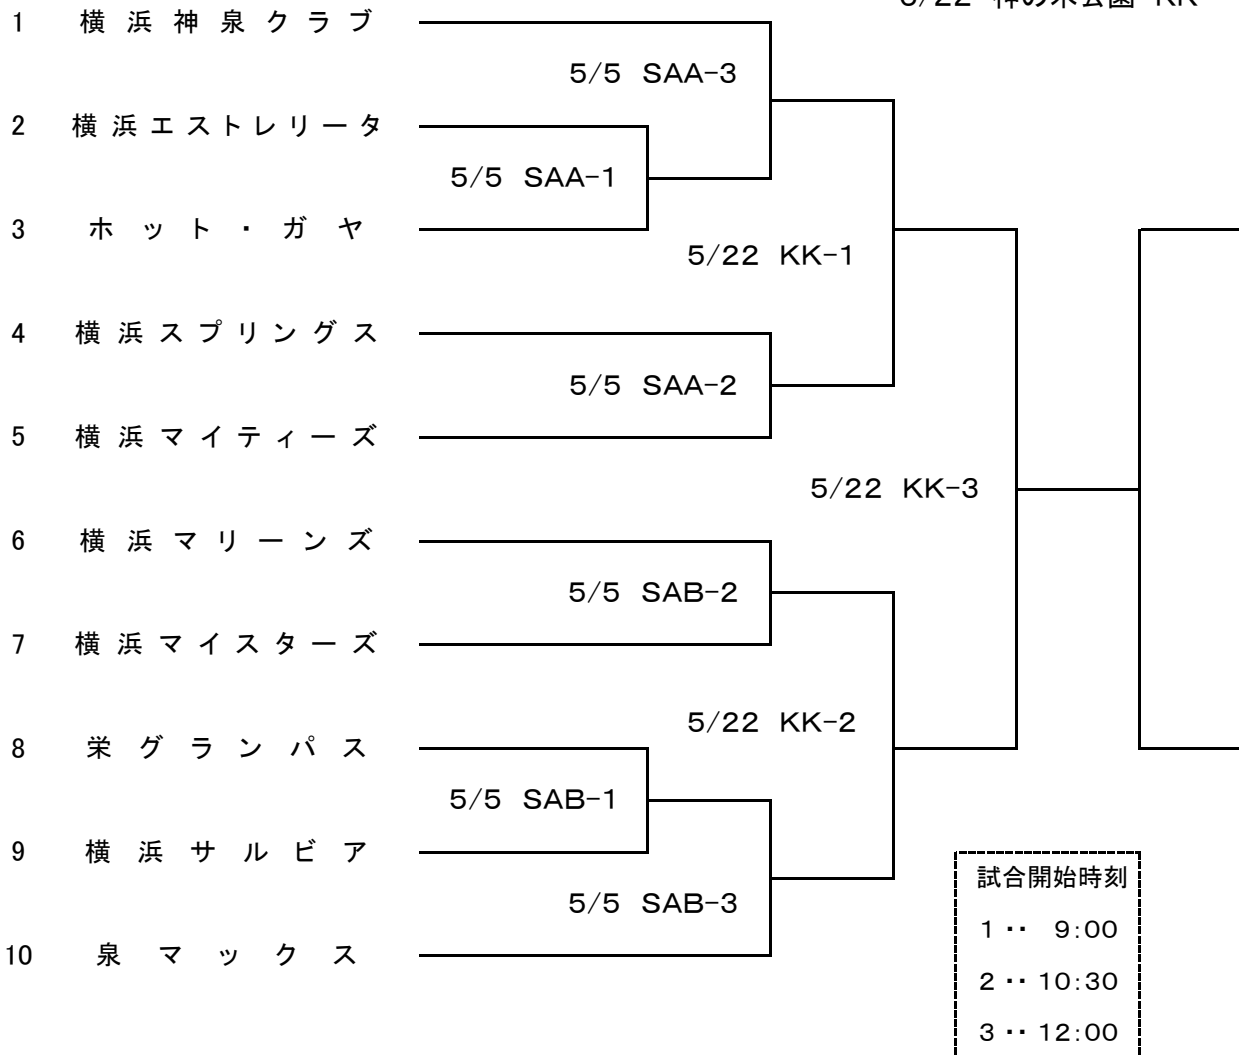 1 横浜神泉クラブ
5/5 SAA-3
2 横浜エストレリータ
5/5 SAA-1
3 ホット・ガヤ
5/22 KK-1
4 横浜スプリングス
5/5 SAA-2
5 横浜マイティーズ
5/22 KK-3
6 横浜マリーンズ
5/5 SAB-2
7 横浜マイスターズ
5/22 KK-2
8 栄グランパス
5/5 SAB-1
9 横浜サルビア
5/5 SAB-3
10 泉マックス
試合開始時刻
1 ‥ 9:00
2 ‥ 10:30
3 ‥ 12:00